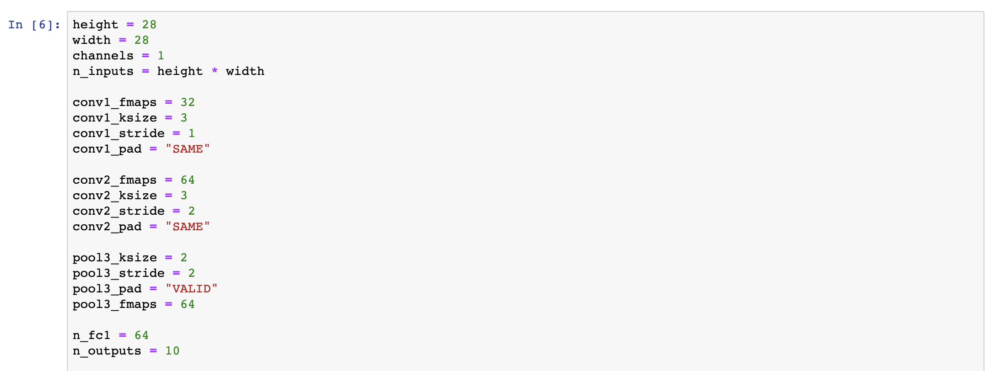 In [6]:
height = 28
width = 28
channels = 1
n_inputs = height * width
conv1_fmaps = 32
conv1_ksize = 3
conv1_stride = 1
conv1_pad = "SAME"
conv2_fmaps = 64
conv2_ksize = 3
conv2_stride = 2
conv2_pad = "SAME"
pool3_ksize = 2
pool3_stride = 2
pool3_pad = "VALID"
pool3_fmaps = 64
n_fc1 = 64
n_outputs = 10